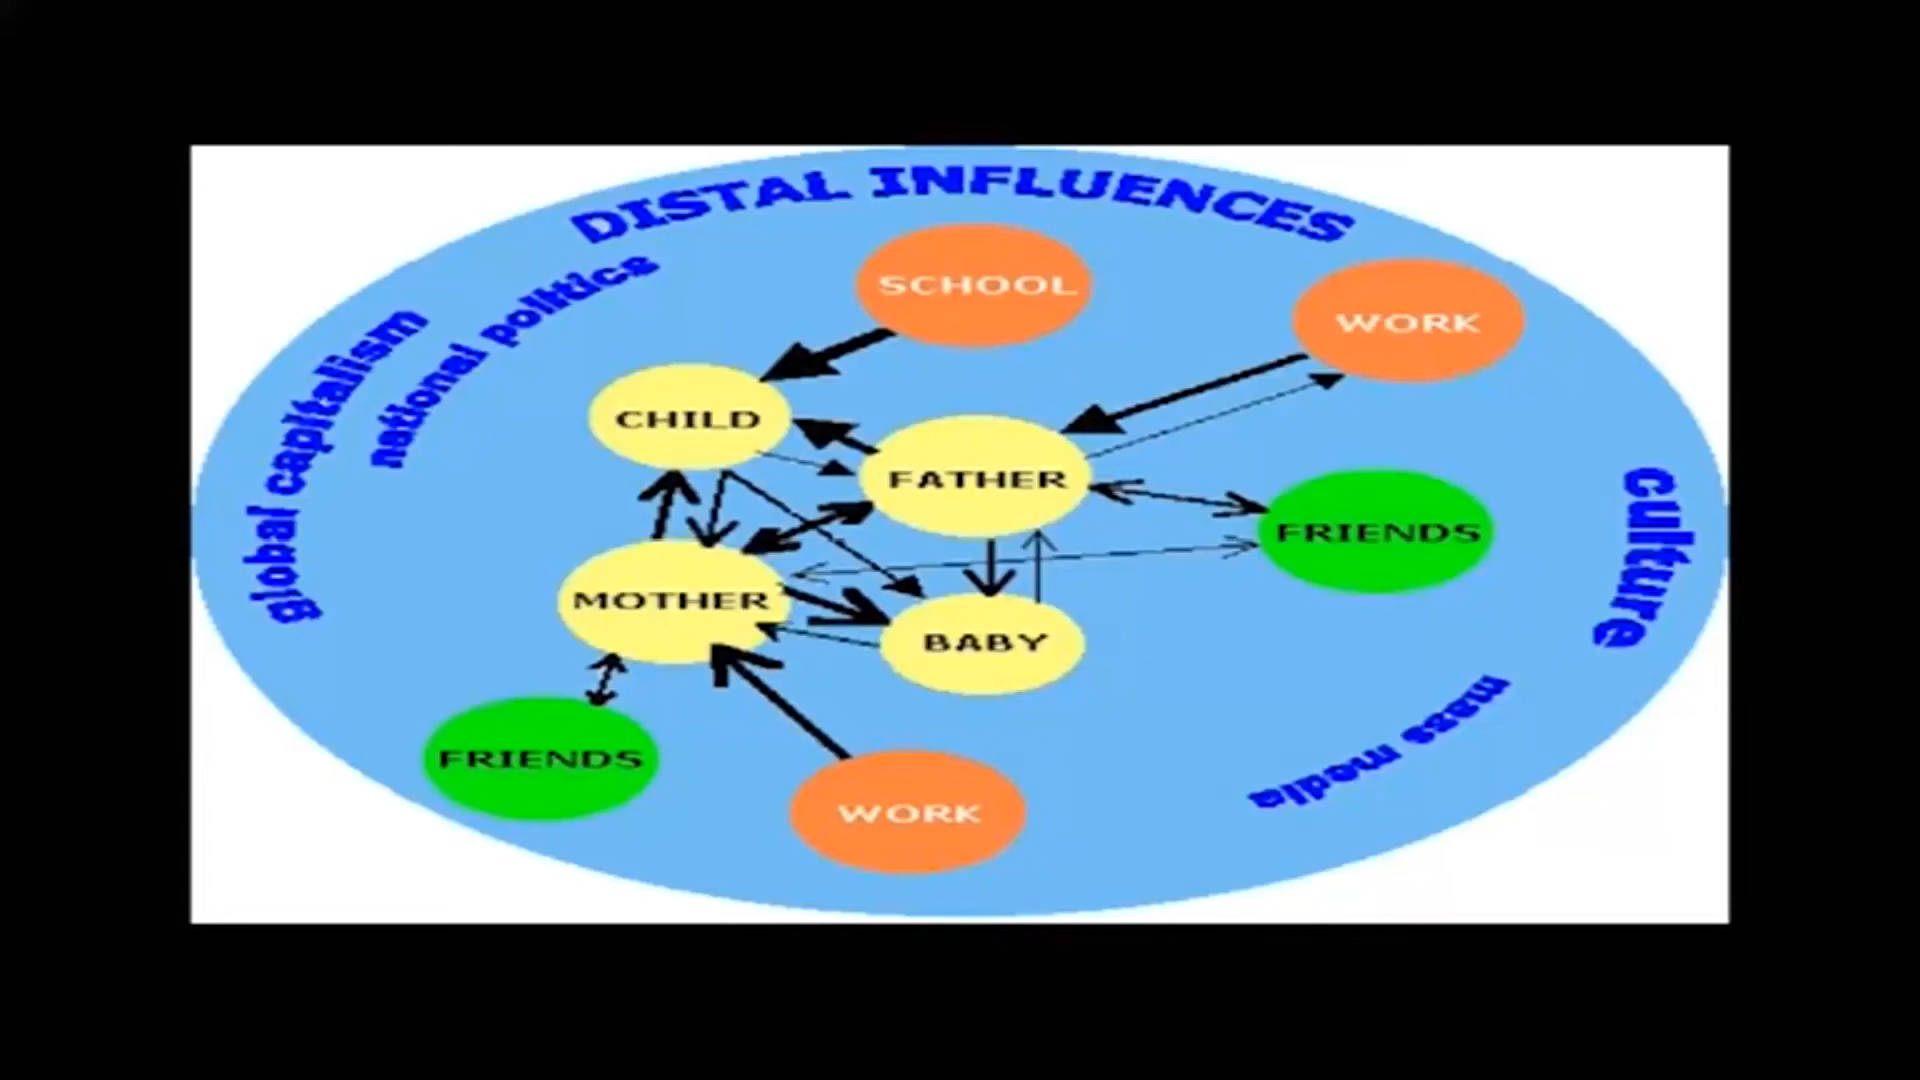 DISTAL INFLUENCES
national politics
global capitalism
SCHOOL
WORK
CHILD
FATHER
FRIENDS
culture
MOTHER
BABY
mass media
FRIENDS
WORK